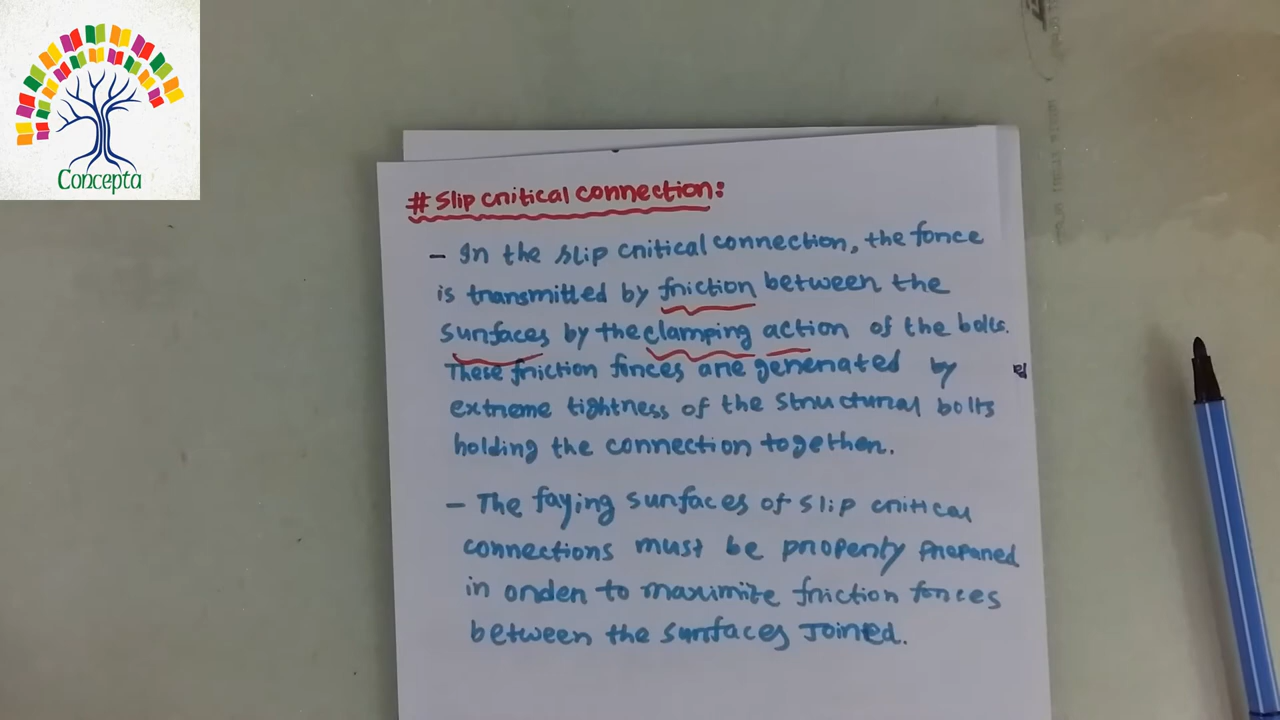 Concepta
# Slip critical connection:
- In the slip critical connection, the force
is transmitted by friction between the
surfaces by the clamping action of the bolts.
These friction forces are generated by
extreme tightness of the structural bolts
holding the connection together.
- The faying surfaces of slip critical
connections must be properly prepared
in order to maximize friction forces
between the surfaces joined.